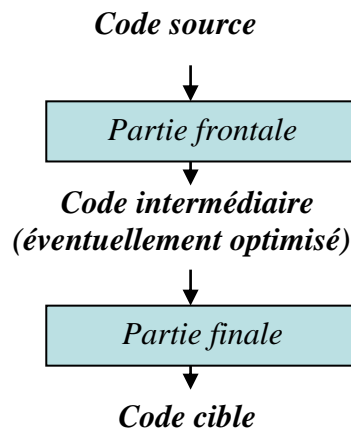 Code source
Partie frontale
Code intermédiaire
(éventuellement optimisé)
Partie finale
Code cible